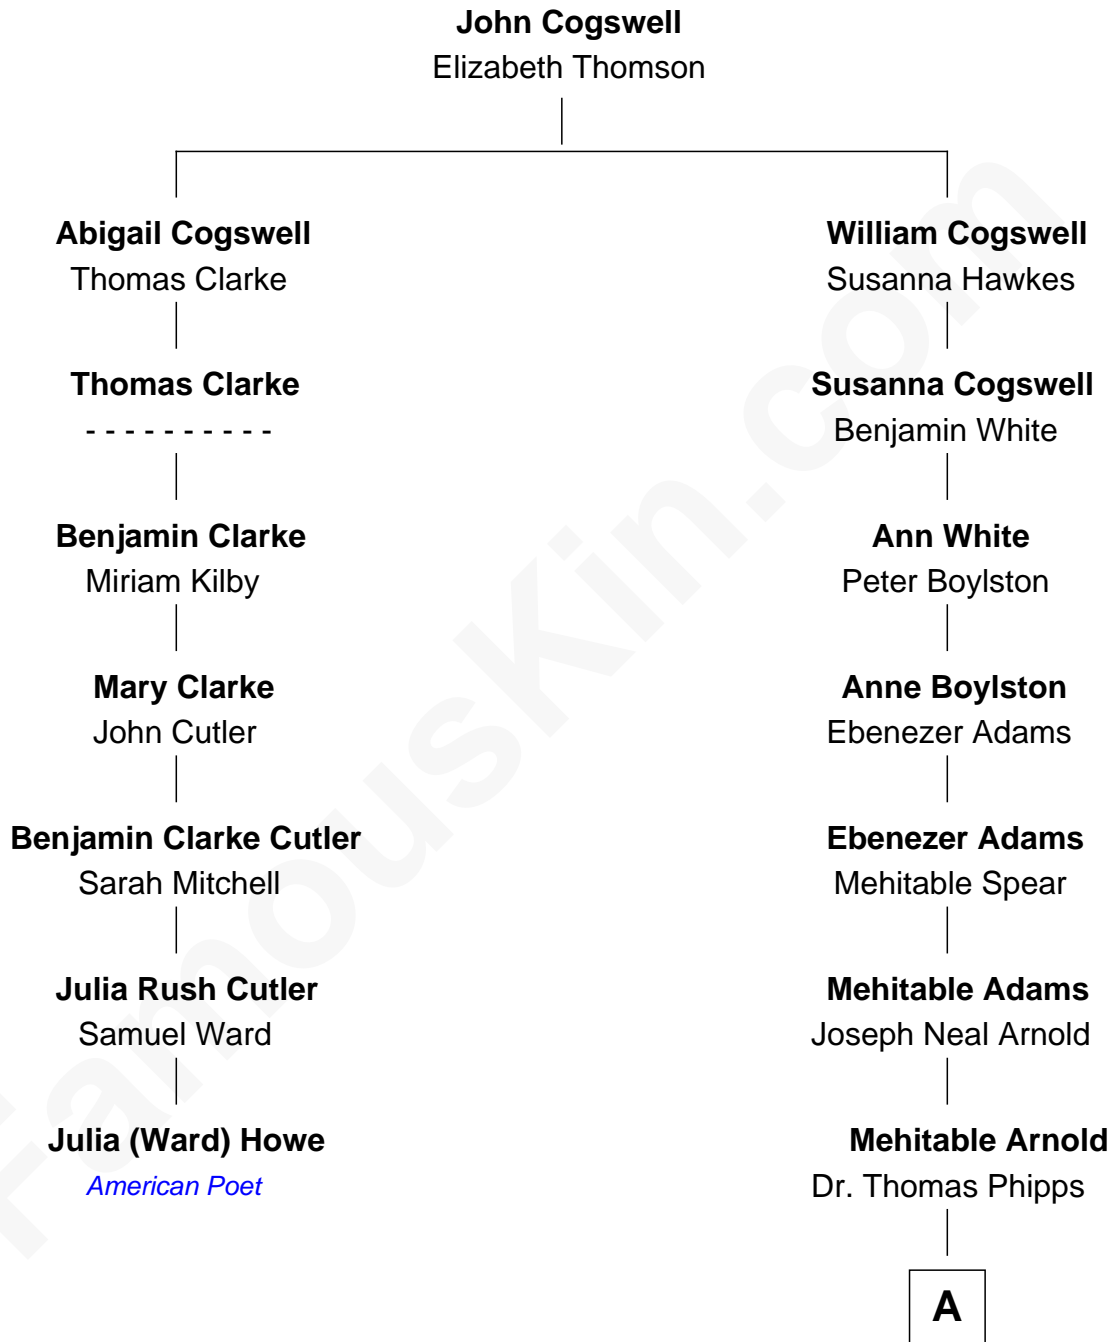 John Cogswell
Elizabeth Thomson
Abigail Cogswell
Thomas Clarke
William Cogswell
Susanna Hawkes
Thomas Clarke
- - - - - - - - - -
Susanna Cogswell
Benjamin White
Benjamin Clarke
Miriam Kilby
Ann White
Peter Boylston
Mary Clarke
John Cutler
Anne Boylston
Ebenezer Adams
Benjamin Clarke Cutler
Sarah Mitchell
Ebenezer Adams
Mehitable Spear
Julia Rush Cutler
Samuel Ward
Mehitable Adams
Joseph Neal Arnold
Julia (Ward) Howe
American Poet
Mehitable Arnold
Dr. Thomas Phipps
A
FamousKin.com